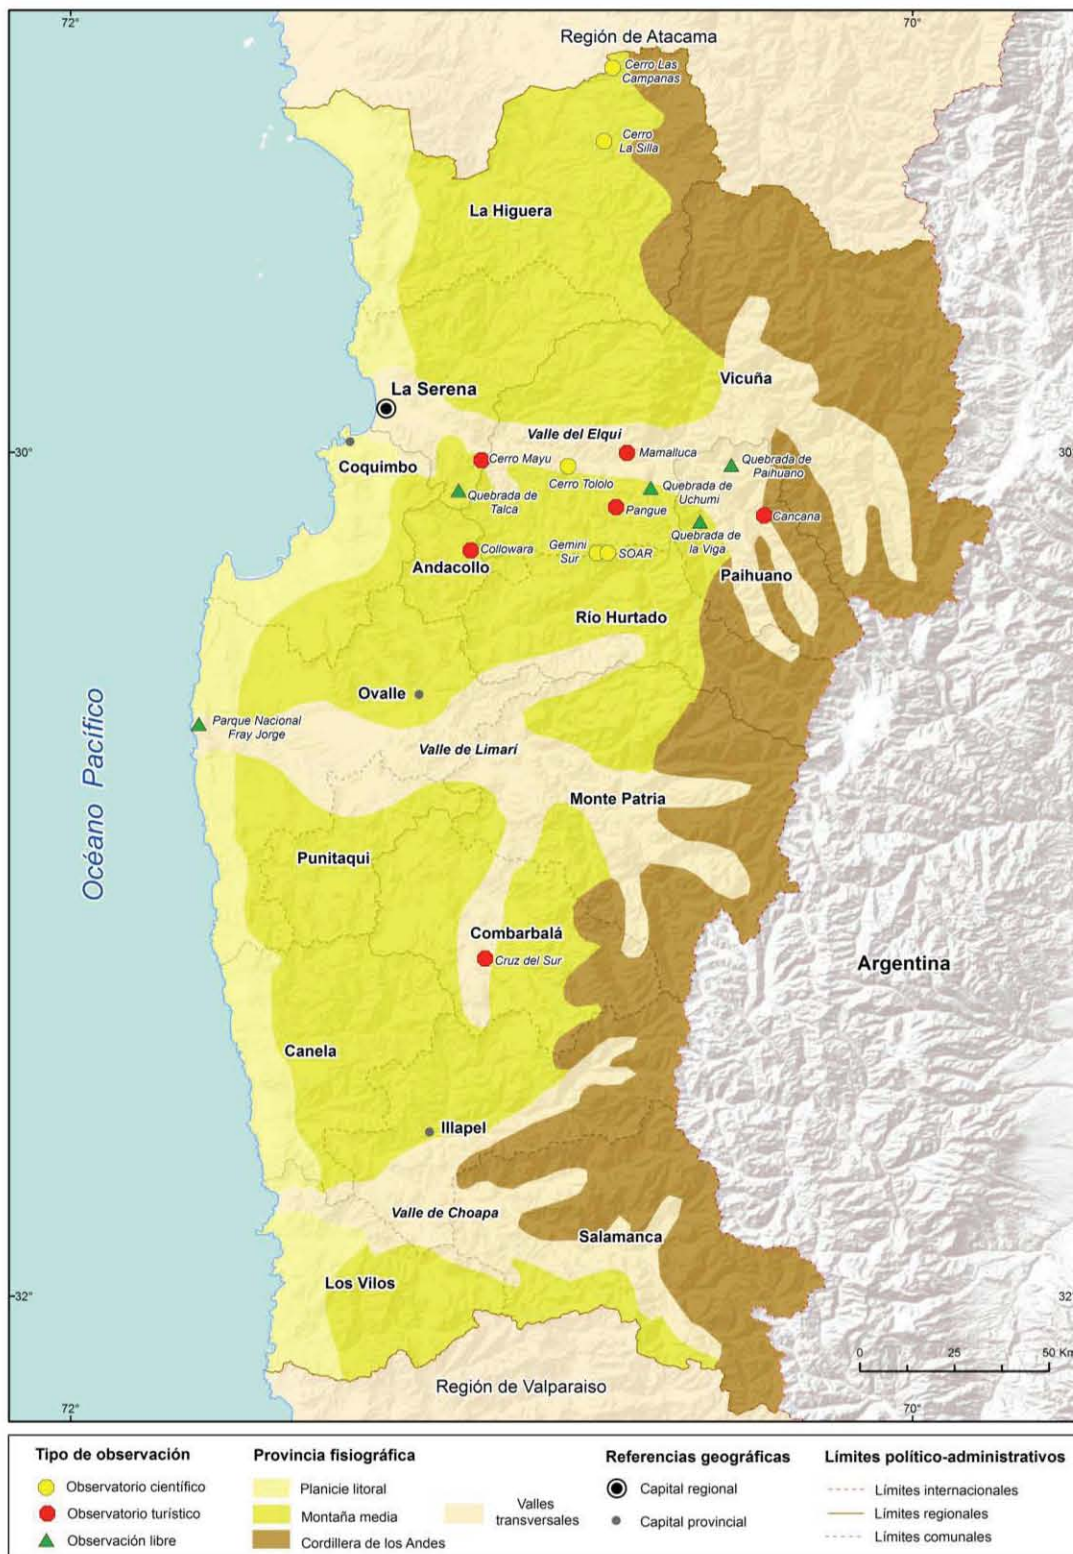 72°
70°
Región de Atacama
Cerro Las
Campanas
Cerro
La Silla
La Higuera
Vicuña
La Serena
Valle del Elqui
30°
30
Coquimbo
Cerro Mayu
Mamalluca
Quebrada de
Paihuano
Cerro Tololo
Quebrada de
Uchumi
Quebrada de
Talca
Pangue
Cancana
Quebrada de
la Viga
Collowara
Gemini
Sur
SOAR
Andacollo
Paihuano
Río Hurtado
Ovalle
Océano Pacífico
Parque Nacional
Fray Jorge
Valle de Limarí
Monte Patria
Punitaqui
Combarbalá
Cruz del Sur
Argentina
Canela
Illapel
Valle de Choapa
Salamanca
Los Vilos
32°
32°
0 25 50 Km
Región de Valparaiso
72°
70°
Tipo de observación
Observatorio científico
Observatorio turístico
Observación libre
Provincia fisiográfica
Planicie litoral
Montaña media
Cordillera de los Andes
Valles
transversales
Referencias geográficas
Capital regional
Capital provincial
Límites político-administrativos
Límites internacionales
Límites regionales
Límites comunales